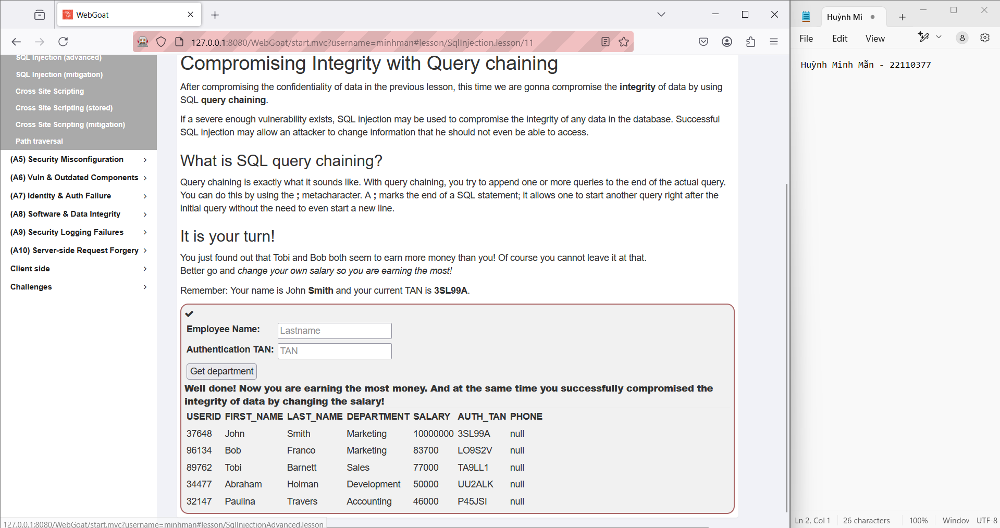 WebGoat
127.0.0.1:8080/WebGoat/start.mvc?username=minhman#lesson/SqlInjection.lesson/11
SQL Injection (advanced)
SQL Injection (mitigation)
Cross Site Scripting
Cross Site Scripting (stored)
Cross Site Scripting (mitigation)
Path traversal
(A5) Security Misconfiguration
(A6) Vuln & Outdated Components
(A7) Identity & Auth Failure
(A8) Software & Data Integrity
(A9) Security Logging Failures
(A10) Server-side Request Forgery
Client side
Challenges
Compromising Integrity with Query chaining
After compromising the confidentiality of data in the previous lesson, this time we are gonna compromise the integrity of data by using
SQL query chaining.
If a severe enough vulnerability exists, SQL injection may be used to compromise the integrity of any data in the database. Successful
SQL injection may allow an attacker to change information that he should not even be able to access.
What is SQL query chaining?
Query chaining is exactly what it sounds like. With query chaining, you try to append one or more queries to the end of the actual query.
You can do this by using the ; metacharacter. A ; marks the end of a SQL statement; it allows one to start another query right after the
initial query without the need to even start a new line.
It is your turn!
You just found out that Tobi and Bob both seem to earn more money than you! Of course you cannot leave it at that.
Better go and change your own salary so you are earning the most!
Remember: Your name is John Smith and your current TAN is 3SL99A.
Employee Name: Lastname
Authentication TAN: TAN
Get department
Well done! Now you are earning the most money. And at the same time you successfully compromised the
integrity of data by changing the salary!
USERID FIRST_NAME LAST_NAME DEPARTMENT SALARY AUTH_TAN PHONE
37648 John Smith Marketing 10000000 3SL99A null
96134 Bob Franco Marketing 83700 LO9S2V null
89762 Tobi Barnett Sales 77000 TA9LL1 null
34477 Abraham Holman Development 50000 UU2ALK null
32147 Paulina Travers Accounting 46000 P45JSI null
127.0.0.1:8080/WebGoat/start.mvc?username=minhman#lesson/SqlInjectionAdvanced.lesson
Huỳnh Mi
File Edit View
Huỳnh Minh Mẫn - 22110377
Ln 2, Col 1 26 characters 100% Window UTF-8